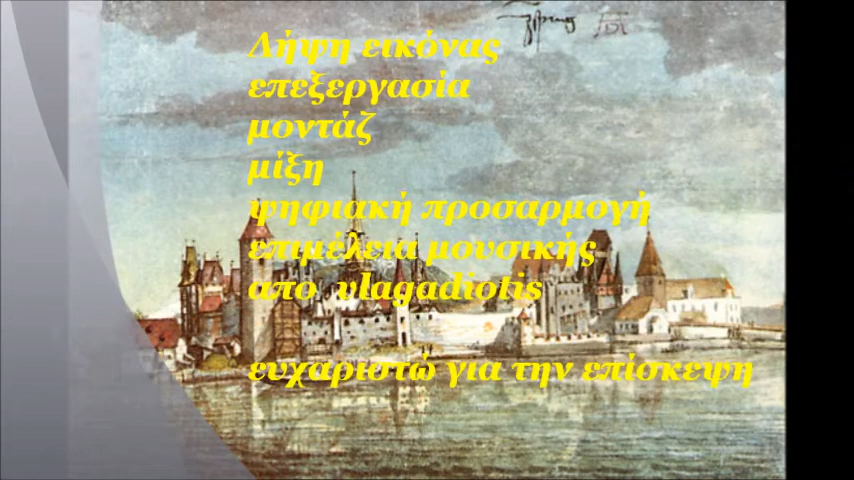 Λήψη εικόνας
επεξεργασία
μοντάζ
μίξη
ψηφιακή προσαρμογή
επιμέλεια μουσικής
απο vlagadiotis
ευχαριστώ για την επίσκεψη